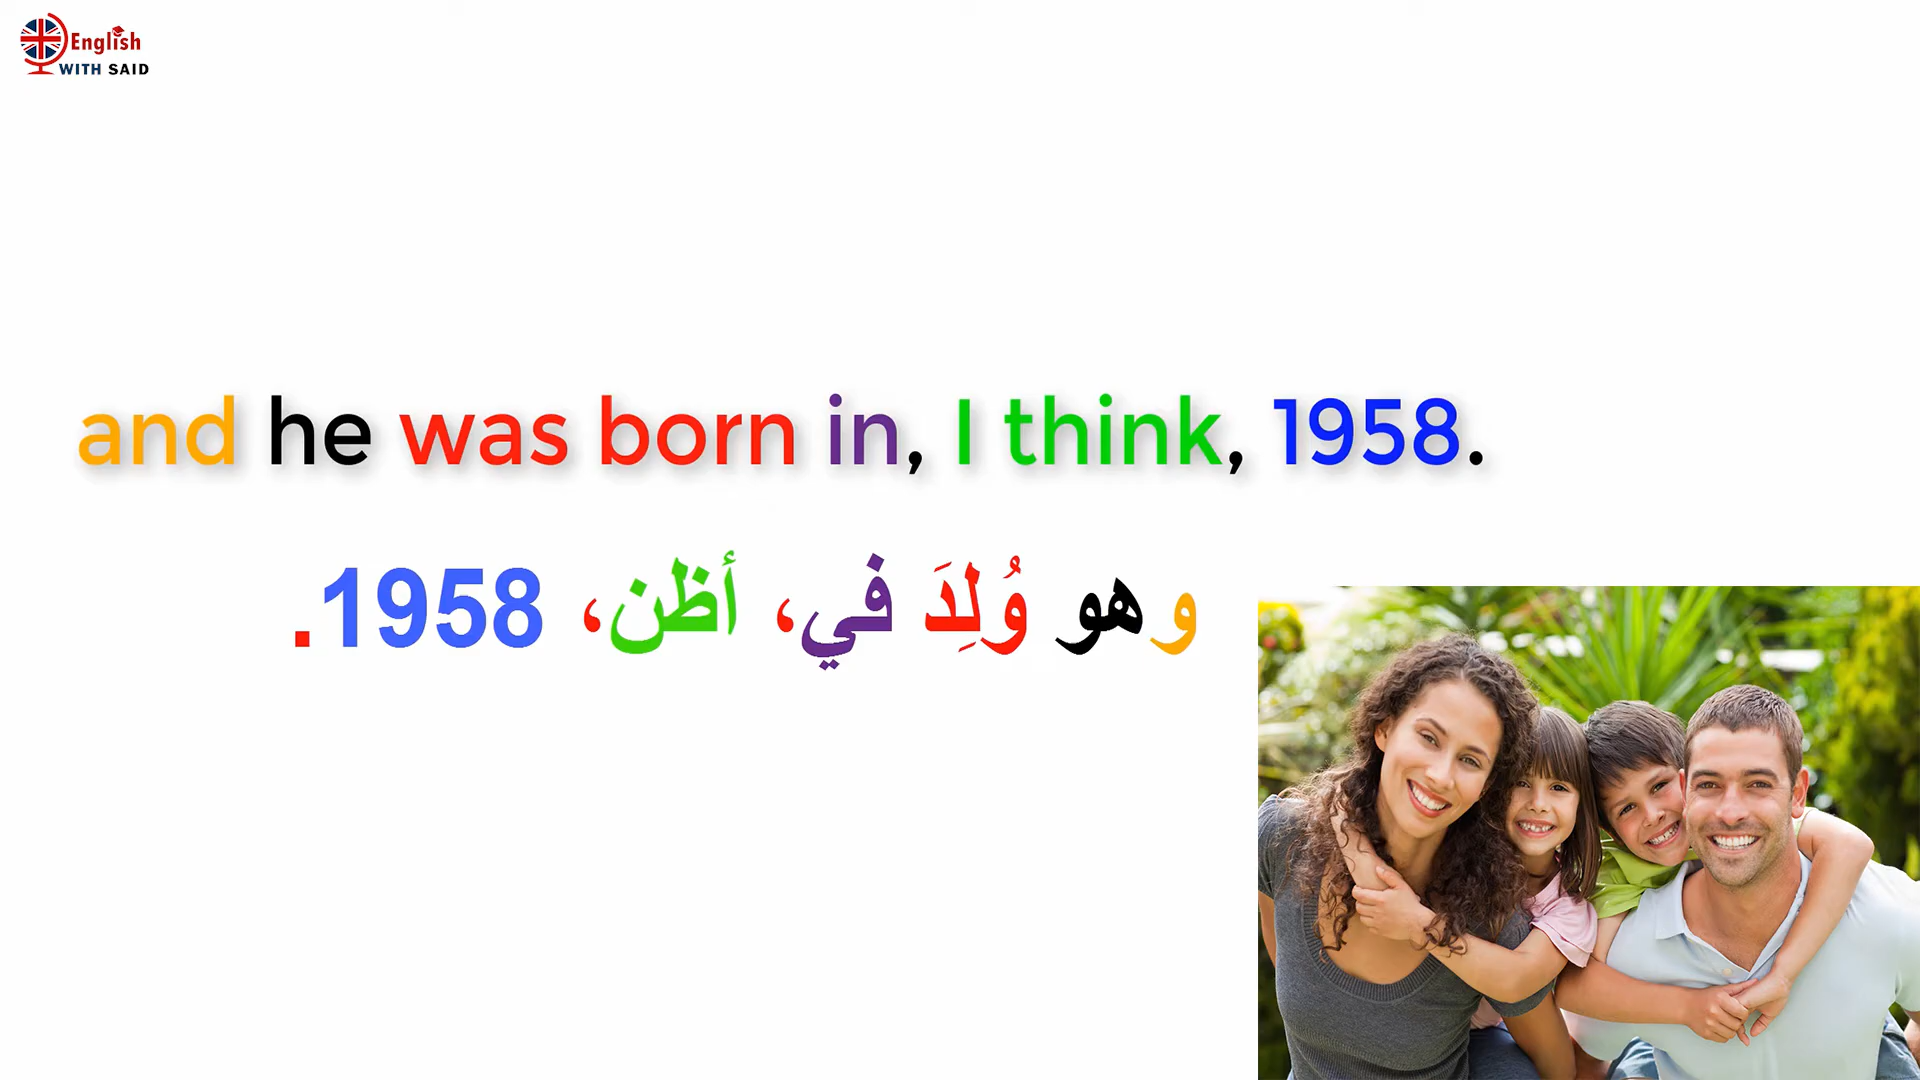 English
WITH SAID
and he was born in, I think, 1958.
وهو وُلِدَ في، أظن، 1958.